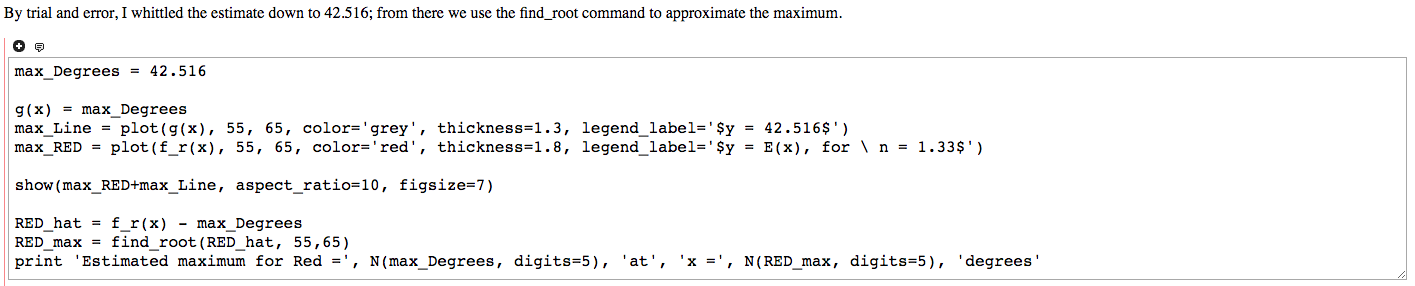 By trial and error, I whittled the estimate down to 42.516; from there we use the find_root command to approximate the maximum.
max_Degrees = 42.516
g(x) = max_Degrees
max_Line = plot(g(x), 55, 65, color='grey', thickness=1.3, legend_label='$y = 42.516$')
max_RED = plot(f_r(x), 55, 65, color='red', thickness=1.8, legend_label='$y = E(x), for \ n = 1.33$')
show(max_RED+max_Line, aspect_ratio=10, figsize=7)
RED_hat = f_r(x) - max_Degrees
RED_max = find_root(RED_hat, 55,65)
print 'Estimated maximum for Red =', N(max_Degrees, digits=5), 'at', 'x =', N(RED_max, digits=5), 'degrees'